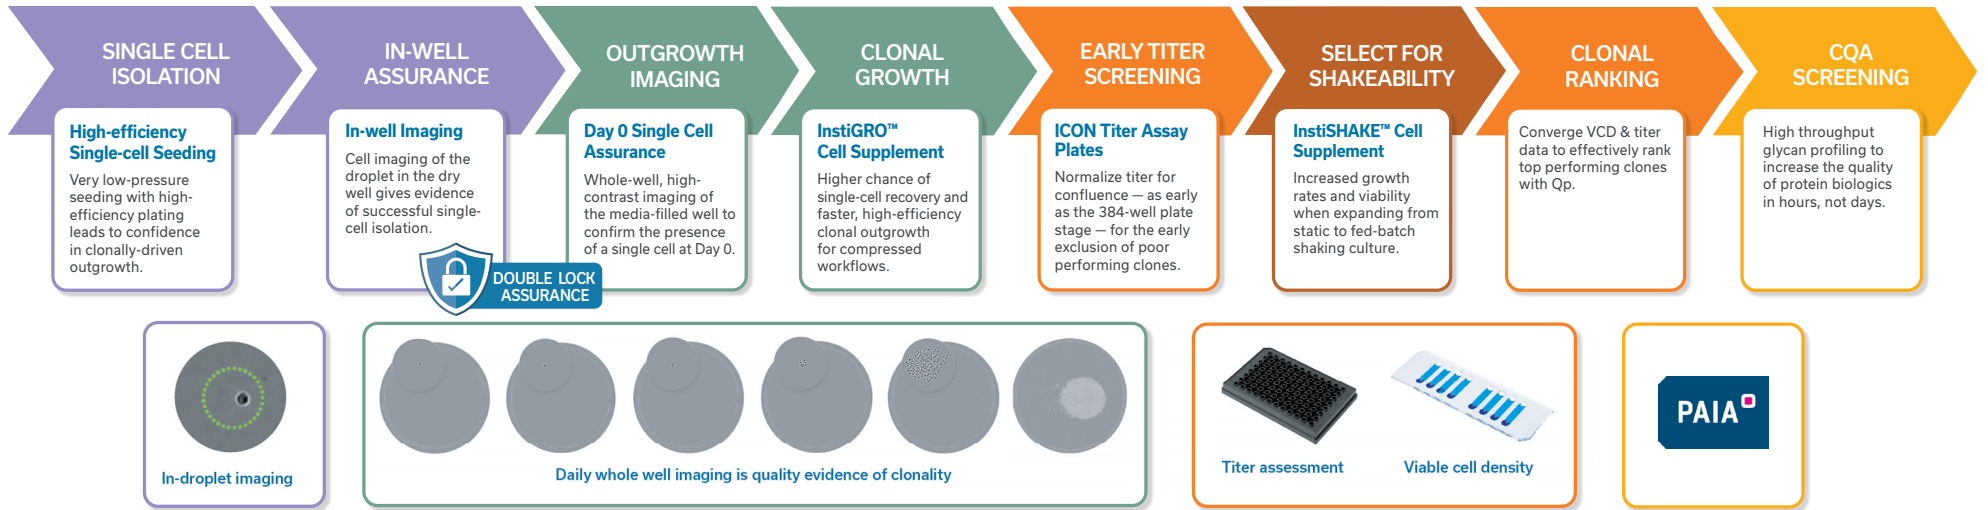 SINGLE CELL
ISOLATION
High-efficiency
Single-cell Seeding
Very low-pressure
seeding with high-
efficiency plating
leads to confidence
in clonally-driven
outgrowth.
IN-WELL
ASSURANCE
In-well Imaging
Cell imaging of the
droplet in the dry
well gives evidence
of successful single-
cell isolation.
DOUBLE LOCK
ASSURANCE
OUTGROWTH
IMAGING
Day 0 Single Cell
Assurance
Whole-well, high-
contrast imaging of
the media-filled well to
confirm the presence
of a single cell at Day 0.
CLONAL
GROWTH
InstiGRO™
Cell Supplement
Higher chance of
single-cell recovery and
faster, high-efficiency
clonal outgrowth
for compressed
workflows.
EARLY TITER
SCREENING
ICON Titer Assay
Plates
Normalize titer for
confluence — as early
as the 384-well plate
stage — for the early
exclusion of poor
performing clones.
SELECT FOR
SHAKEABILITY
InstiSHAKE™ Cell
Supplement
Increased growth
rates and viability
when expanding from
static to fed-batch
shaking culture.
CLONAL
RANKING
Converge VCD & titer
data to effectively rank
top performing clones
with Qp.
CQA
SCREENING
High throughput
glycan profiling to
increase the quality
of protein biologics
in hours, not days.
In-droplet imaging
Daily whole well imaging is quality evidence of clonality
Titer assessment
Viable cell density
PAIA